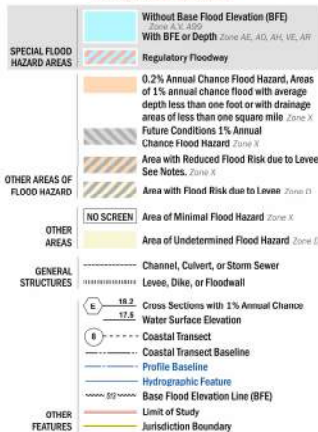 Without Base Flood Elevation (BFE)
Zone A,V, A99
With BFE or Depth Zone AE, AO, AH, VE, AR
SPECIAL FLOOD
HAZARD AREAS
Regulatory Floodway
0.2% Annual Chance Flood Hazard, Areas
of 1% annual chance flood with average
depth less than one foot or with drainage
areas of less than one square mile Zone X
Future Conditions 1% Annual
Chance Flood Hazard Zone X
Area with Reduced Flood Risk due to Levee
See Notes. Zone X
OTHER AREAS OF
FLOOD HAZARD
Area with Flood Risk due to Levee Zone D
NO SCREEN Area of Minimal Flood Hazard Zone X
OTHER
AREAS
Area of Undetermined Flood Hazard Zone D
GENERAL
STRUCTURES
Channel, Culvert, or Storm Sewer
Levee, Dike, or Floodwall
E 18.2 Cross Sections with 1% Annual Chance
17.5 Water Surface Elevation
8 Coastal Transect
Coastal Transect Baseline
Profile Baseline
Hydrographic Feature
513 Base Flood Elevation Line (BFE)
OTHER
FEATURES
Limit of Study
Jurisdiction Boundary